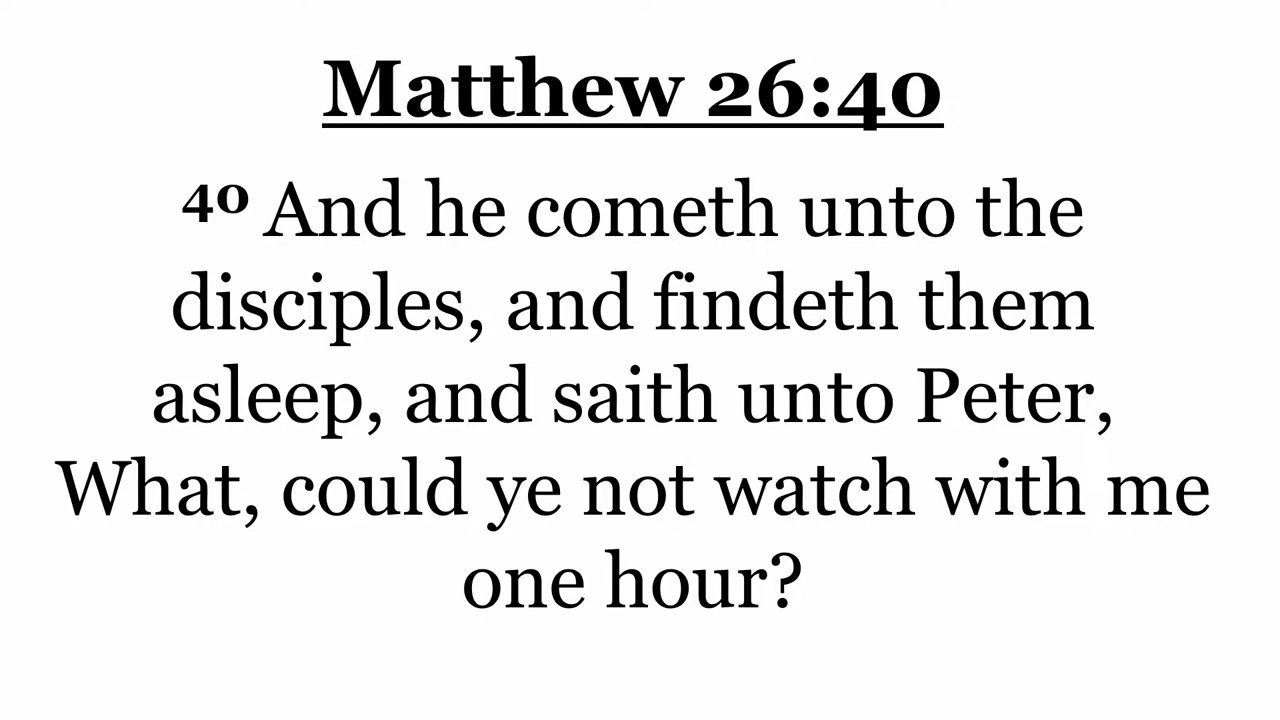 Matthew 26:40
40 And he cometh unto the
disciples, and findeth them
asleep, and saith unto Peter,
What, could ye not watch with me
one hour?